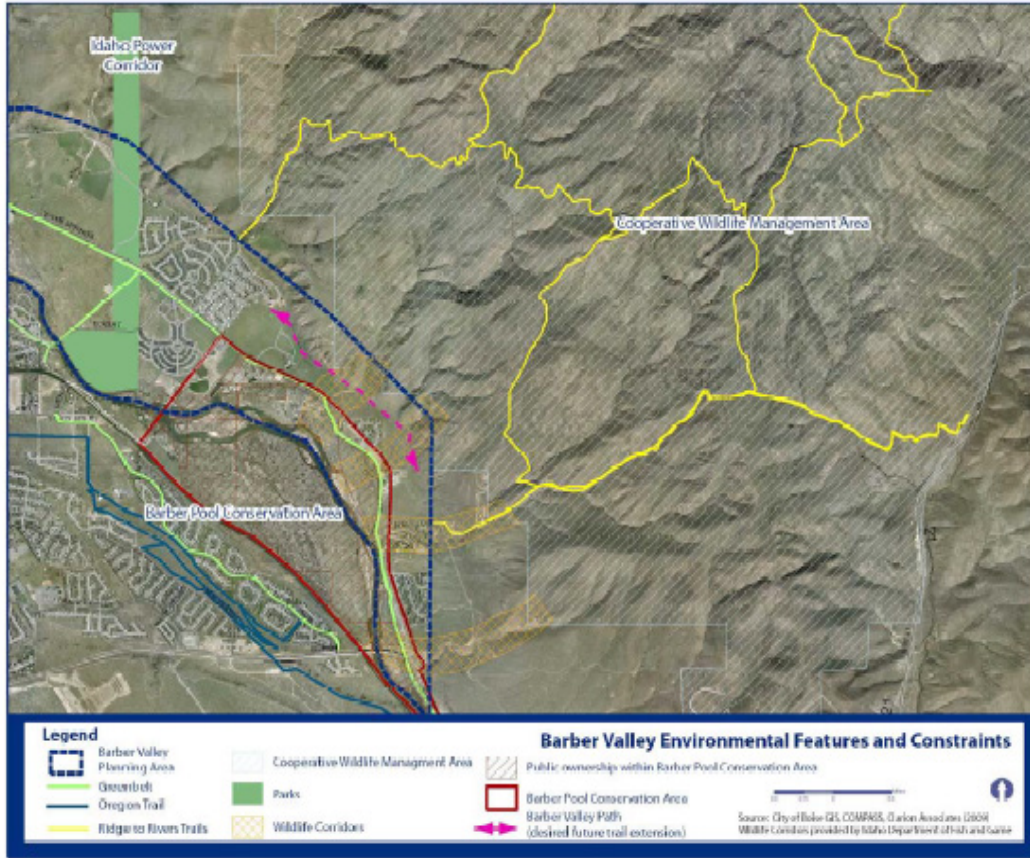 Idaho Power
Corridor
Cooperative Wildlife Management Area
Barber Pool Conservation Area
Legend
Barber Valley
Planning Area
Greenbelt
Oregon Trail
Ridge to Rivers Trails
Cooperative Wildlife Managment Area
Parks
Wildlife Corridors
Barber Valley Environmental Features and Constraints
Public ownership within Barber Pool Conservation Area
Barber Pool Conservation Area
Barber Valley Path
(desired future trail extension)
Source: City of Boise GIS, COMPASS, Clarion Associates (2009)
Wildlife Corridors provided by Idaho Department of Fish and Game
21